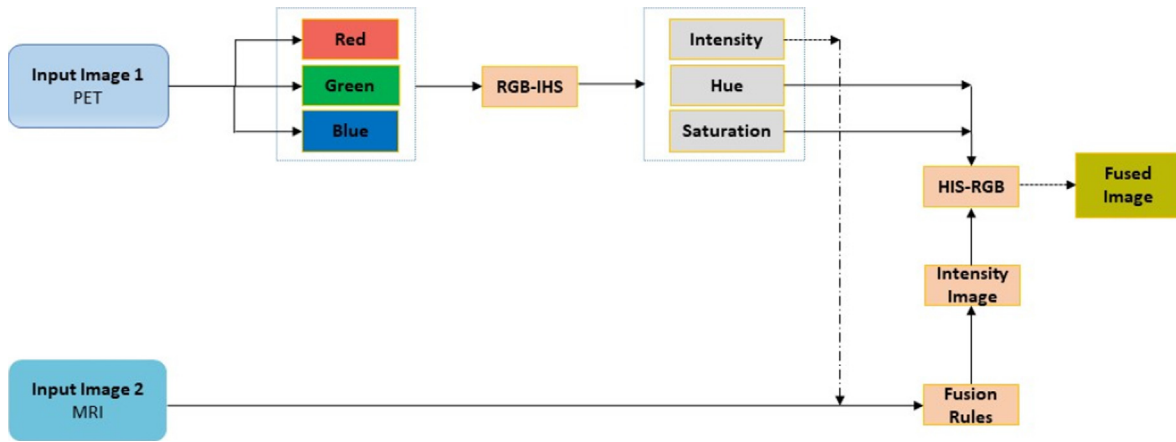 Input Image 1
PET
Red
Green
Blue
RGB-IHS
Intensity
Hue
Saturation
HIS-RGB
Fused
Image
Intensity
Image
Input Image 2
MRI
Fusion
Rules